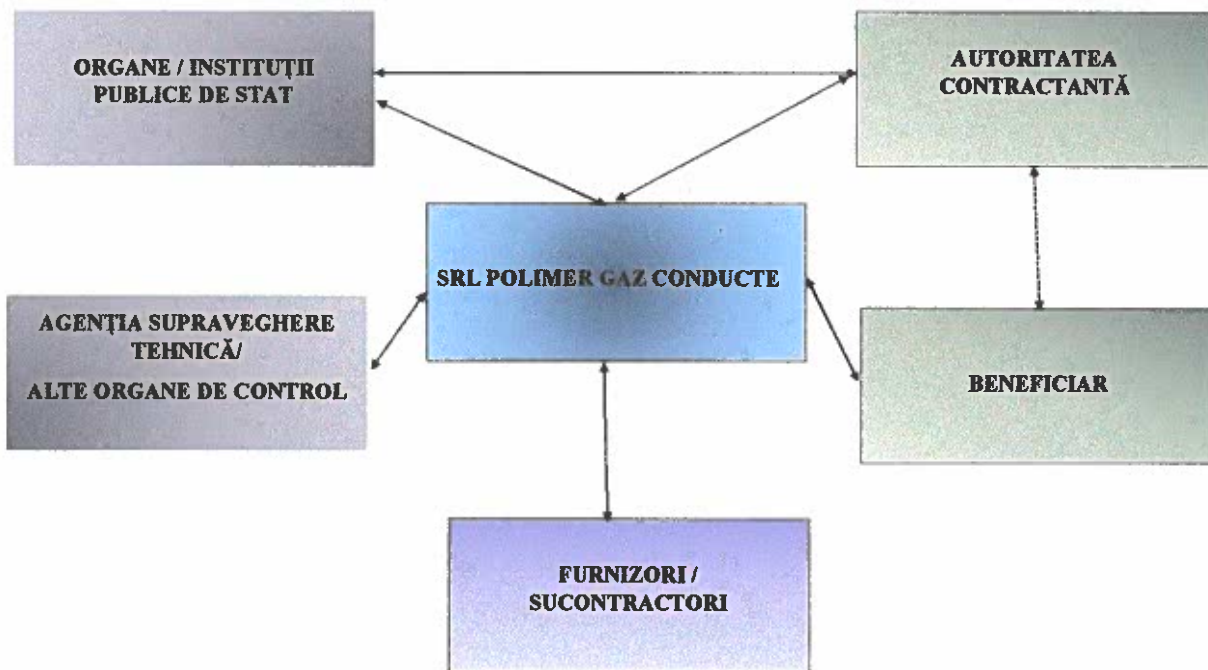 ORGANE / INSTITUȚII
PUBLICE DE STAT
AUTORITATEA
CONTRACTANTĂ
SRL POLIMER GAZ CONDUCTE
AGENȚIA SUPRAVEGHERE
TEHNICĂ/
ALTE ORGANE DE CONTROL
BENEFICIAR
FURNIZORI /
SUCONTRACTORI